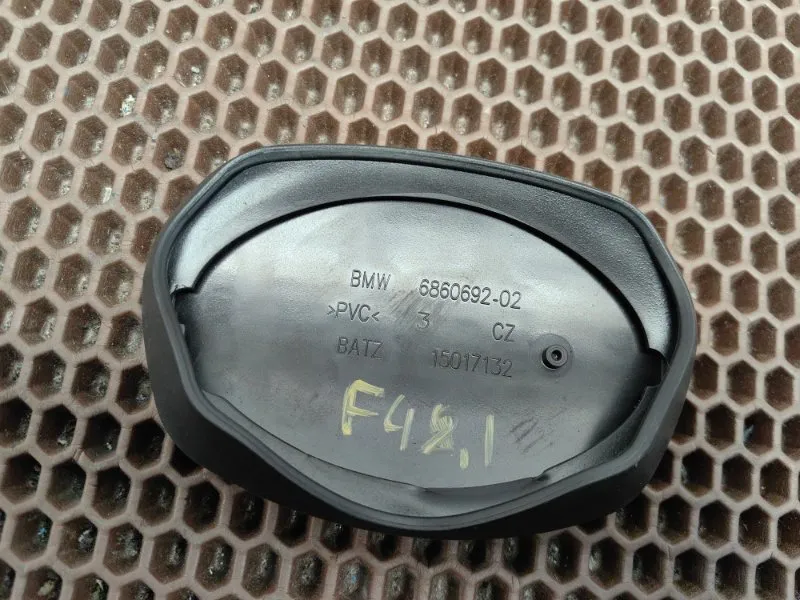 BMW 6860692-02
>PVC< 3 CZ
BATZ 15017132
F48,1